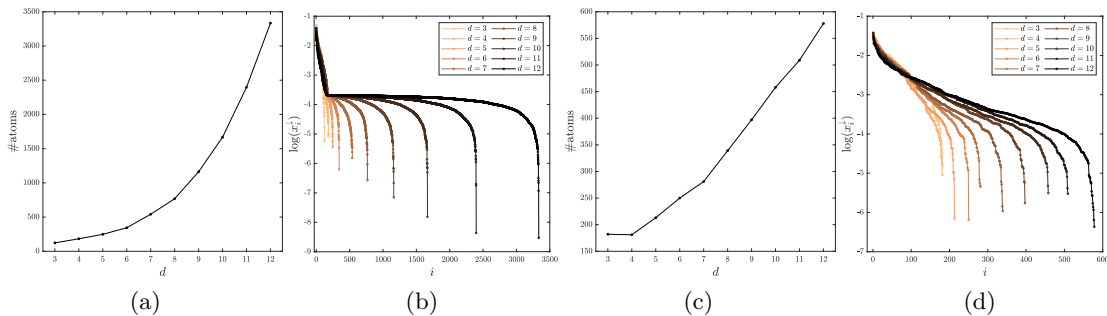 3500
3000
2500
2000
1500
1000
500
0
#atoms
3 4 5 6 7 8 9 10 11 12
d
(a)
-1
-2
-3
-4
-5
-6
-7
-8
-9
log(x_i^↓)
d = 3 d = 8
d = 4 d = 9
d = 5 d = 10
d = 6 d = 11
d = 7 d = 12
0 500 1000 1500 2000 2500 3000 3500
i
(b)
600
550
500
450
400
350
300
250
200
150
#atoms
3 4 5 6 7 8 9 10 11 12
d
(c)
-1
-2
-3
-4
-5
-6
-7
log(x_i^↓)
d = 3 d = 8
d = 4 d = 9
d = 5 d = 10
d = 6 d = 11
d = 7 d = 12
0 100 200 300 400 500 600
i
(d)